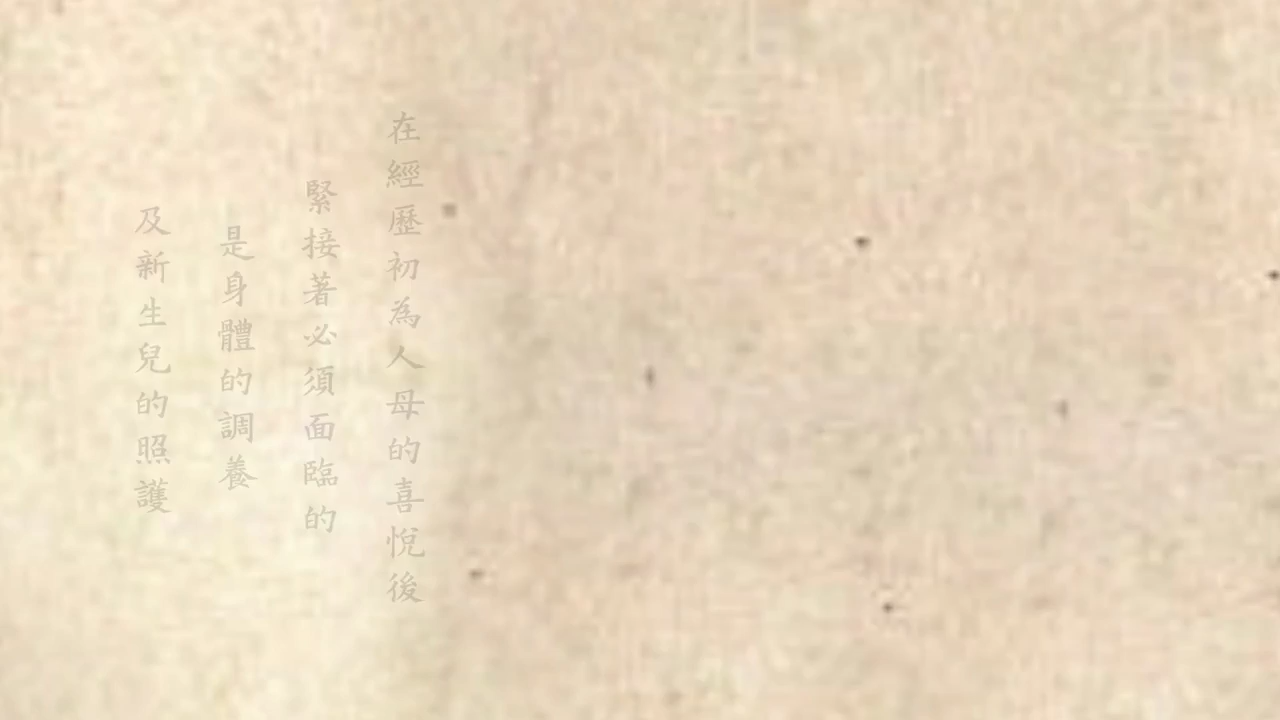 在經歷初為人母的喜悅後
緊接著必須面臨的
是身體的調養
及新生兒的照護